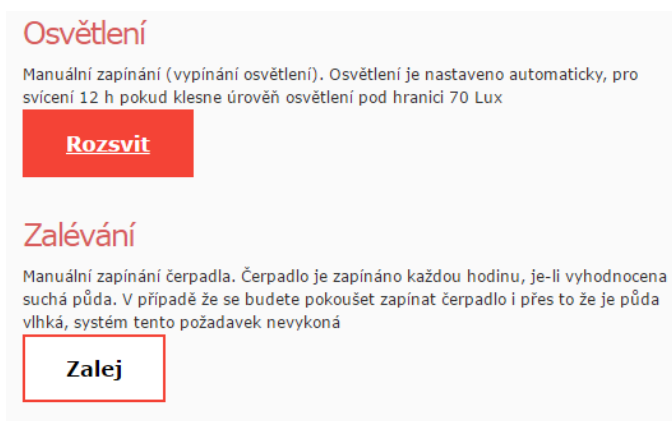 Osvětlení
Manuální zapínání (vypínání osvětlení). Osvětlení je nastaveno automaticky, pro
svícení 12 h pokud klesne úrověň osvětlení pod hranici 70 Lux
Rozsvit
Zalévání
Manuální zapínání čerpadla. Čerpadlo je zapínáno každou hodinu, je-li vyhodnocena
suchá půda. V případě že se budete pokoušet zapínat čerpadlo i přes to že je půda
vlhká, systém tento požadavek nevykoná
Zalej